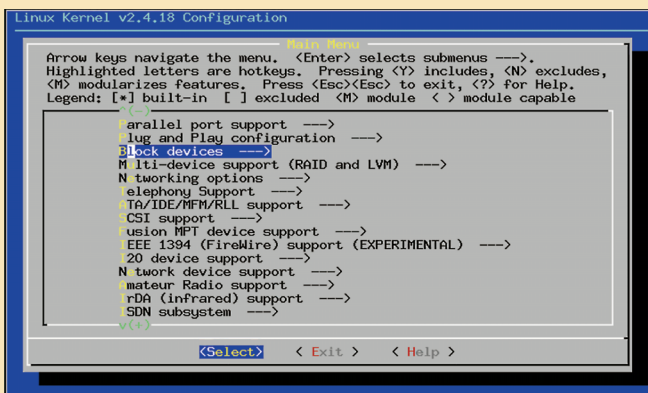 Linux Kernel v2.4.18 Configuration
Main Menu
Arrow keys navigate the menu. <Enter> selects submenus --->.
Highlighted letters are hotkeys. Pressing <Y> includes, <N> excludes,
<M> modularizes features. Press <Esc><Esc> to exit, <?> for Help.
Legend: [*] built-in [ ] excluded <M> module < > module capable
^(-)
Parallel port support --->
Plug and Play configuration --->
Block devices --->
Multi-device support (RAID and LVM) --->
Networking options --->
Telephony Support --->
ATA/IDE/MFM/RLL support --->
SCSI support --->
Fusion MPT device support --->
IEEE 1394 (FireWire) support (EXPERIMENTAL) --->
I2O device support --->
Network device support --->
Amateur Radio support --->
IrDA (infrared) support --->
ISDN subsystem --->
v(+)
<Select> < Exit > < Help >